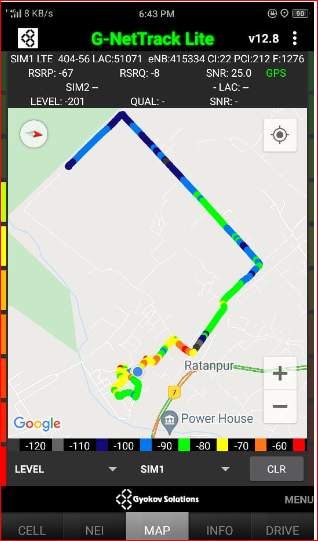 8 KB/s 6:43 PM 90
G-NetTrack Lite v12.8
SIM1 LTE 404-56 LAC:51071 eNB:415334 CI:22 PCI:212 F:1276
RSRP: -67 RSRQ: -8 SNR: 25.0 GPS
SIM2 -- - LAC: --
LEVEL: -201 QUAL: - SNR: -
Ratanpur
7
Power House
Google
-120 -110 -100 -90 -80 -70 -60
LEVEL SIM1 CLR
Gyokov Solutions MENU
CELL NEI MAP INFO DRIVE